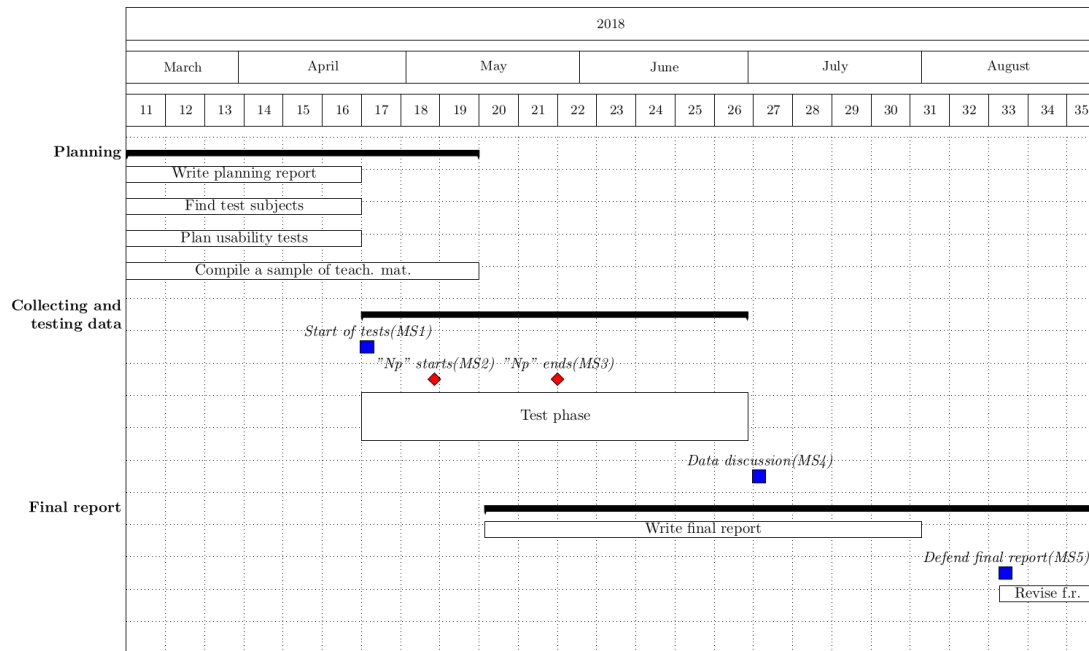 2018
March April May June July August
11 12 13 14 15 16 17 18 19 20 21 22 23 24 25 26 27 28 29 30 31 32 33 34 35
Planning
Write planning report
Find test subjects
Plan usability tests
Compile a sample of teach. mat.
Collecting and
testing data
Start of tests(MS1)
"Np" starts(MS2) "Np" ends(MS3)
Test phase
Data discussion(MS4)
Final report
Write final report
Defend final report(MS5)
Revise f.r.